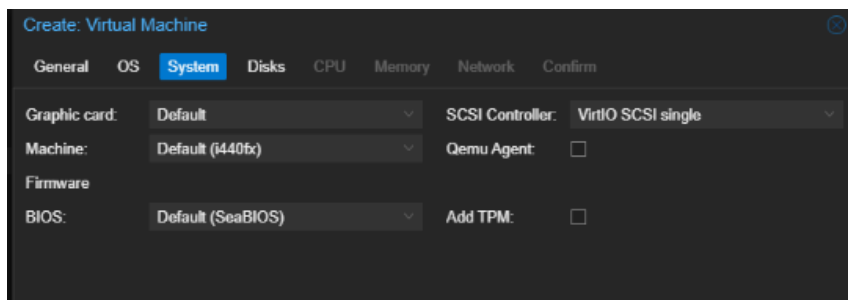 Create: Virtual Machine
General OS System Disks CPU Memory Network Confirm
Graphic card: Default SCSI Controller: VirtIO SCSI single
Machine: Default (i440fx) Qemu Agent:
Firmware
BIOS: Default (SeaBIOS) Add TPM: